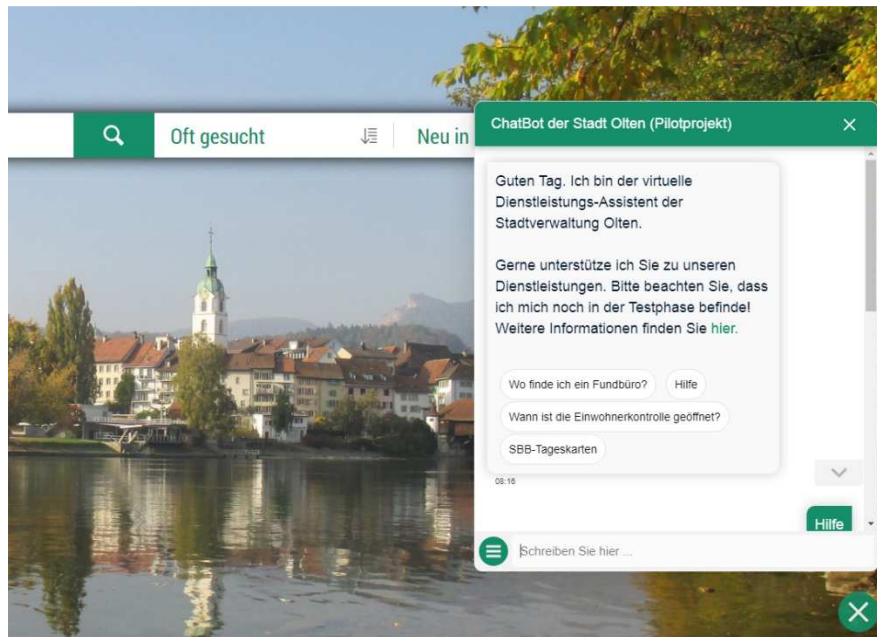 Oft gesucht
Neu in
ChatBot der Stadt Olten (Pilotprojekt)
Guten Tag. Ich bin der virtuelle
Dienstleistungs-Assistent der
Stadtverwaltung Olten.
Gerne unterstütze ich Sie zu unseren
Dienstleistungen. Bitte beachten Sie, dass
ich mich noch in der Testphase befinde!
Weitere Informationen finden Sie hier.
Wo finde ich ein Fundbüro?
Hilfe
Wann ist die Einwohnerkontrolle geöffnet?
SBB-Tageskarten
08:16
Hilfe
Schreiben Sie hier ...